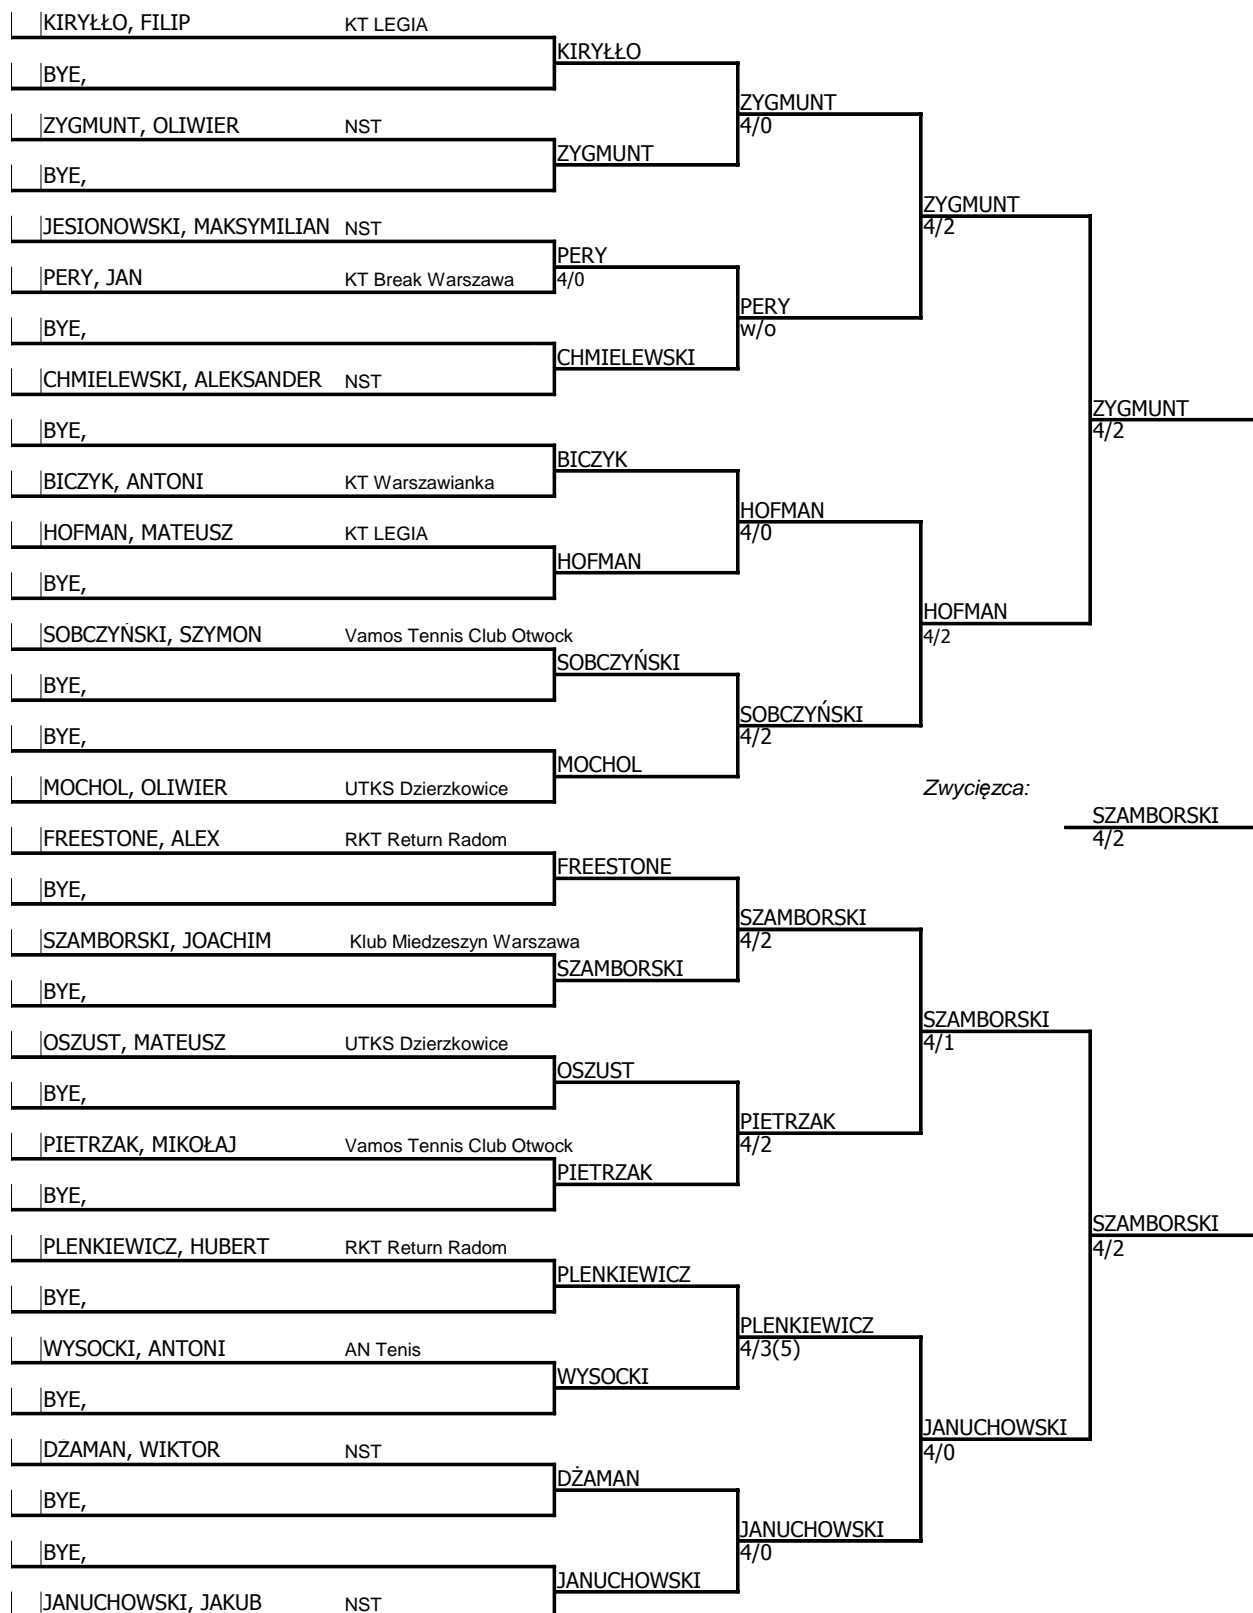 KIRYŁŁO, FILIP KT LEGIA
KIRYŁŁO
BYE,
ZYGMUNT
4/0
ZYGMUNT, OLIWIER NST
ZYGMUNT
BYE,
ZYGMUNT
4/2
JESIONOWSKI, MAKSYMILIAN NST
PERY
4/0
PERY, JAN KT Break Warszawa
PERY
w/o
BYE,
CHMIELEWSKI
CHMIELEWSKI, ALEKSANDER NST
ZYGMUNT
4/2
BYE,
BICZYK
BICZYK, ANTONI KT Warszawianka
HOFMAN
4/0
HOFMAN, MATEUSZ KT LEGIA
HOFMAN
BYE,
HOFMAN
4/2
SOBCZYŃSKI, SZYMON Vamos Tennis Club Otwock
SOBCZYŃSKI
BYE,
SOBCZYŃSKI
4/2
BYE,
MOCHOL
MOCHOL, OLIWIER UTKS Dzierzkowice
Zwycięzca:
SZAMBORSKI
4/2
FREESTONE, ALEX RKT Return Radom
FREESTONE
BYE,
SZAMBORSKI
4/2
SZAMBORSKI, JOACHIM Klub Miedzeszyn Warszawa
SZAMBORSKI
BYE,
SZAMBORSKI
4/1
OSZUST, MATEUSZ UTKS Dzierzkowice
OSZUST
BYE,
PIETRZAK
4/2
PIETRZAK, MIKOŁAJ Vamos Tennis Club Otwock
PIETRZAK
BYE,
SZAMBORSKI
4/2
PLENKIEWICZ, HUBERT RKT Return Radom
PLENKIEWICZ
BYE,
PLENKIEWICZ
4/3(5)
WYSOCKI, ANTONI AN Tenis
WYSOCKI
BYE,
JANUCHOWSKI
4/0
DŻAMAN, WIKTOR NST
DŻAMAN
BYE,
JANUCHOWSKI
4/0
BYE,
JANUCHOWSKI
JANUCHOWSKI, JAKUB NST